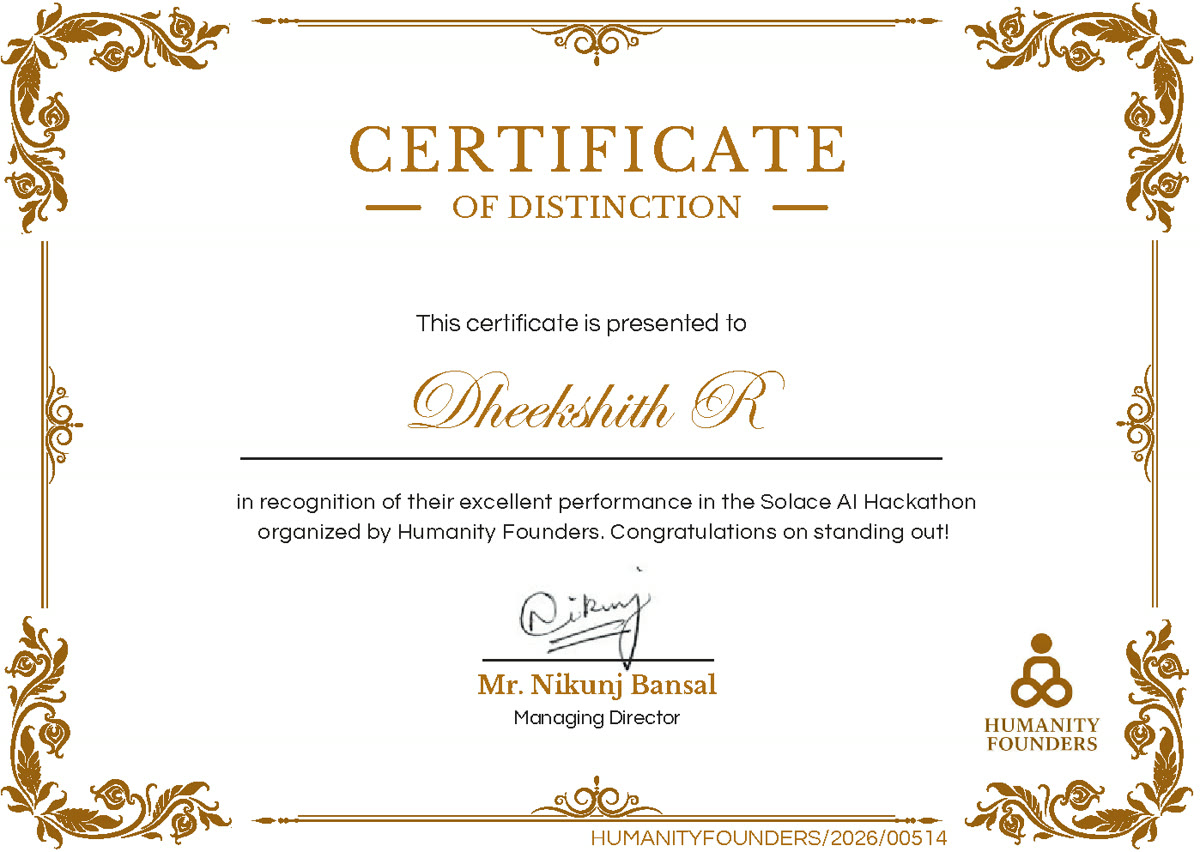 CERTIFICATE
OF DISTINCTION
This certificate is presented to
Dheekshith R
in recognition of their excellent performance in the Solace AI Hackathon
organized by Humanity Founders. Congratulations on standing out!
Nikunj
Mr. Nikunj Bansal
Managing Director
HUMANITY
FOUNDERS
HUMANITYFOUNDERS/2026/00514